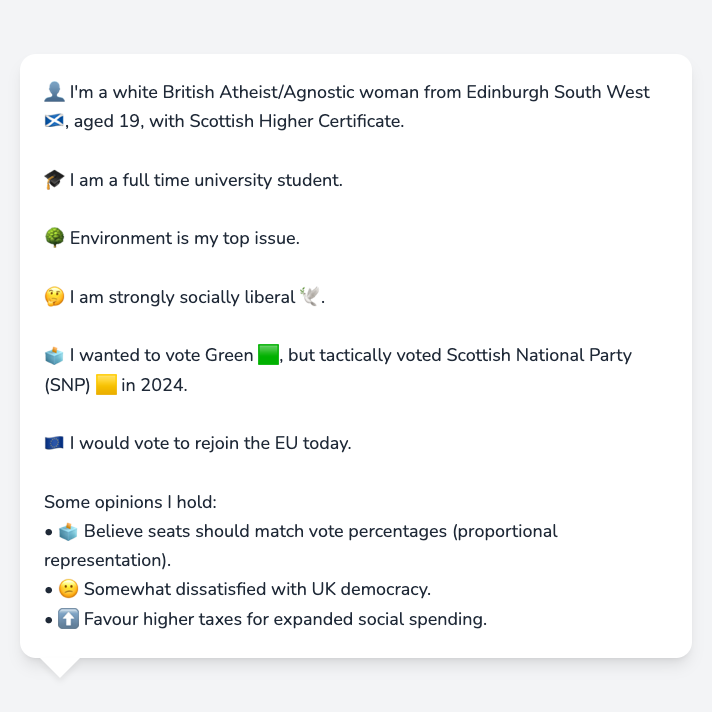 👤 I'm a white British Atheist/Agnostic woman from Edinburgh South West
🏴󠁧󠁢󠁳󠁣󠁴󠁿, aged 19, with Scottish Higher Certificate.
🎓 I am a full time university student.
🌳 Environment is my top issue.
🤔 I am strongly socially liberal 🕊️.
🗳️ I wanted to vote Green 🟩, but tactically voted Scottish National Party
(SNP) 🟨 in 2024.
🇪🇺 I would vote to rejoin the EU today.
Some opinions I hold:
• 🗳️ Believe seats should match vote percentages (proportional
representation).
• 😕 Somewhat dissatisfied with UK democracy.
• ⬆️ Favour higher taxes for expanded social spending.